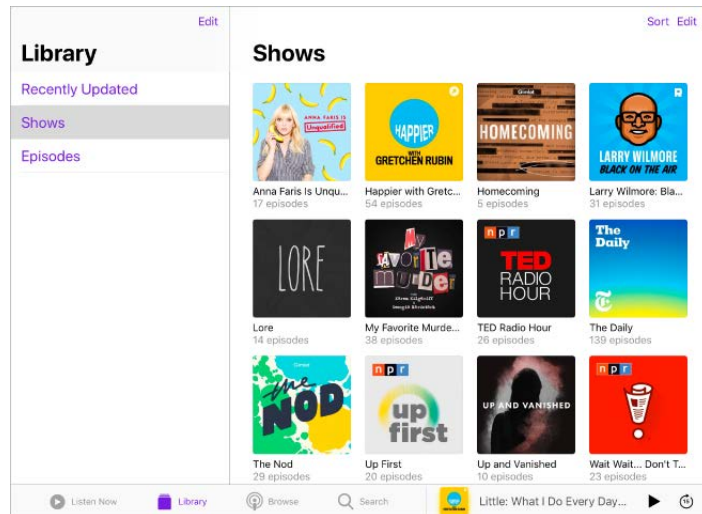 Edit
Library
Recently Updated
Shows
Episodes
Sort Edit
Shows
ANNA FARIS IS
Unqualified
Anna Faris Is Unqu...
17 episodes
HAPPIER
WITH
GRETCHEN RUBIN
Happier with Gretc...
54 episodes
Gimlet
HOMECOMING
Homecoming
5 episodes
LARRY WILMORE
BLACK ON THE AIR
Larry Wilmore: Bla...
31 episodes
LORE
Lore
14 episodes
My
FAVORITE
MURDER
My Favorite Murde...
38 episodes
npr
TED
RADIO
HOUR
TED Radio Hour
26 episodes
The
Daily
The Daily
139 episodes
Gimlet
the
NOD
The Nod
29 episodes
npr
up
first
Up First
20 episodes
UP AND VANISHED
Up and Vanished
10 episodes
npr
Wait Wait... Don't T...
23 episodes
Listen Now
Library
Browse
Search
Little: What I Do Every Day...
15